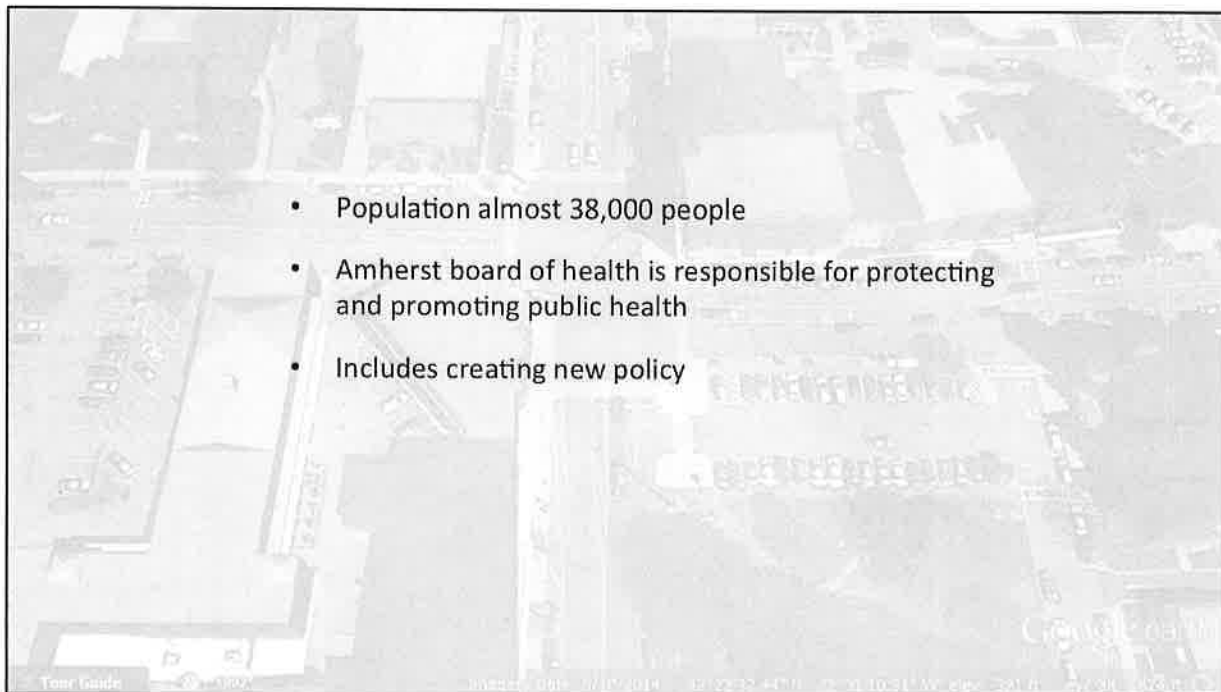 • Population almost 38,000 people
• Amherst board of health is responsible for protecting
and promoting public health
• Includes creating new policy
Google earth
Tour Guide